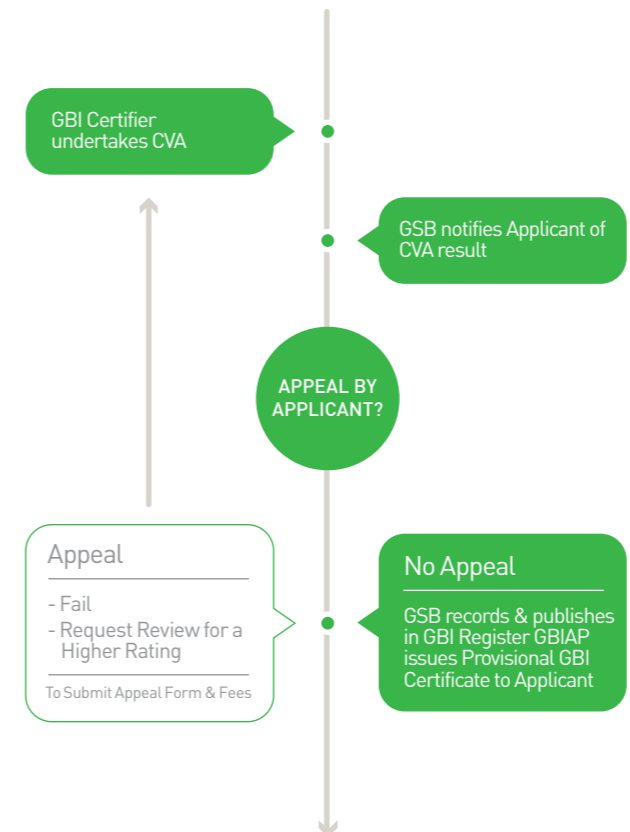 GBI Certifier
undertakes CVA
GSB notifies Applicant of
CVA result
APPEAL BY
APPLICANT?
Appeal
- Fail
- Request Review for a
Higher Rating
To Submit Appeal Form & Fees
No Appeal
GSB records & publishes
in GBI Register GBIAP
issues Provisional GBI
Certificate to Applicant